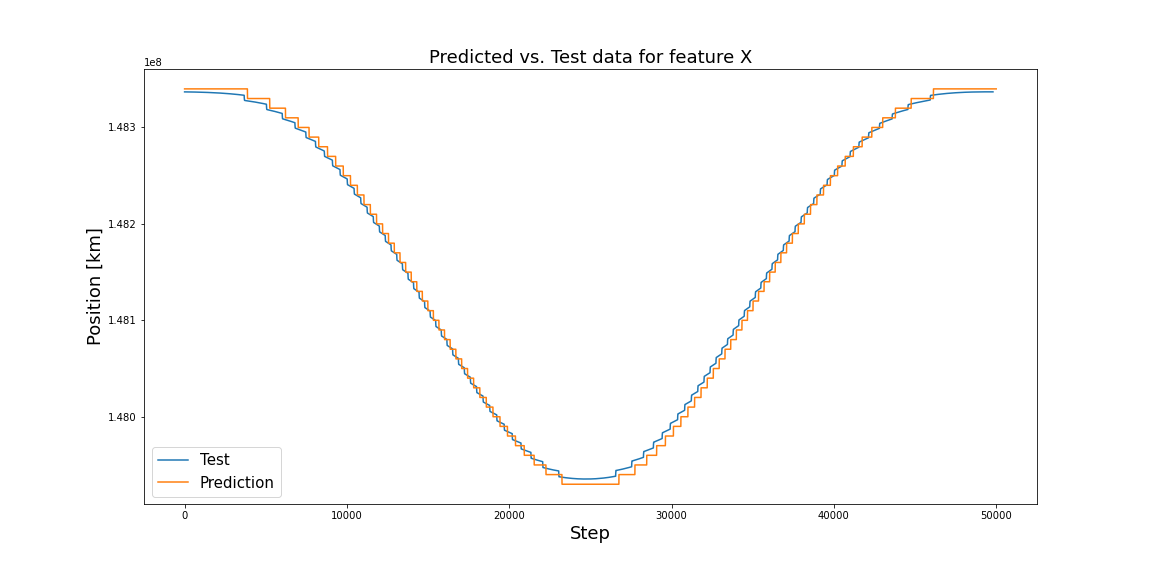 Predicted vs. Test data for feature X
1e8
1.483
1.482
1.481
1.480
Position [km]
Test
Prediction
0
10000
20000
30000
40000
50000
Step